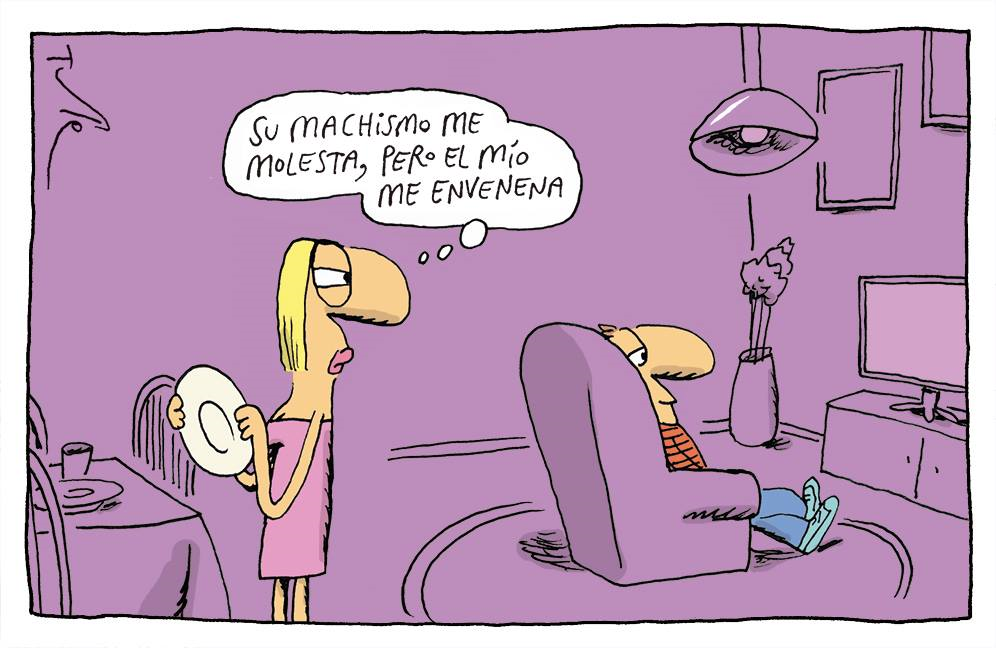 SU MACHISMO ME
MOLESTA, PERO EL MÍO
ME ENVENENA